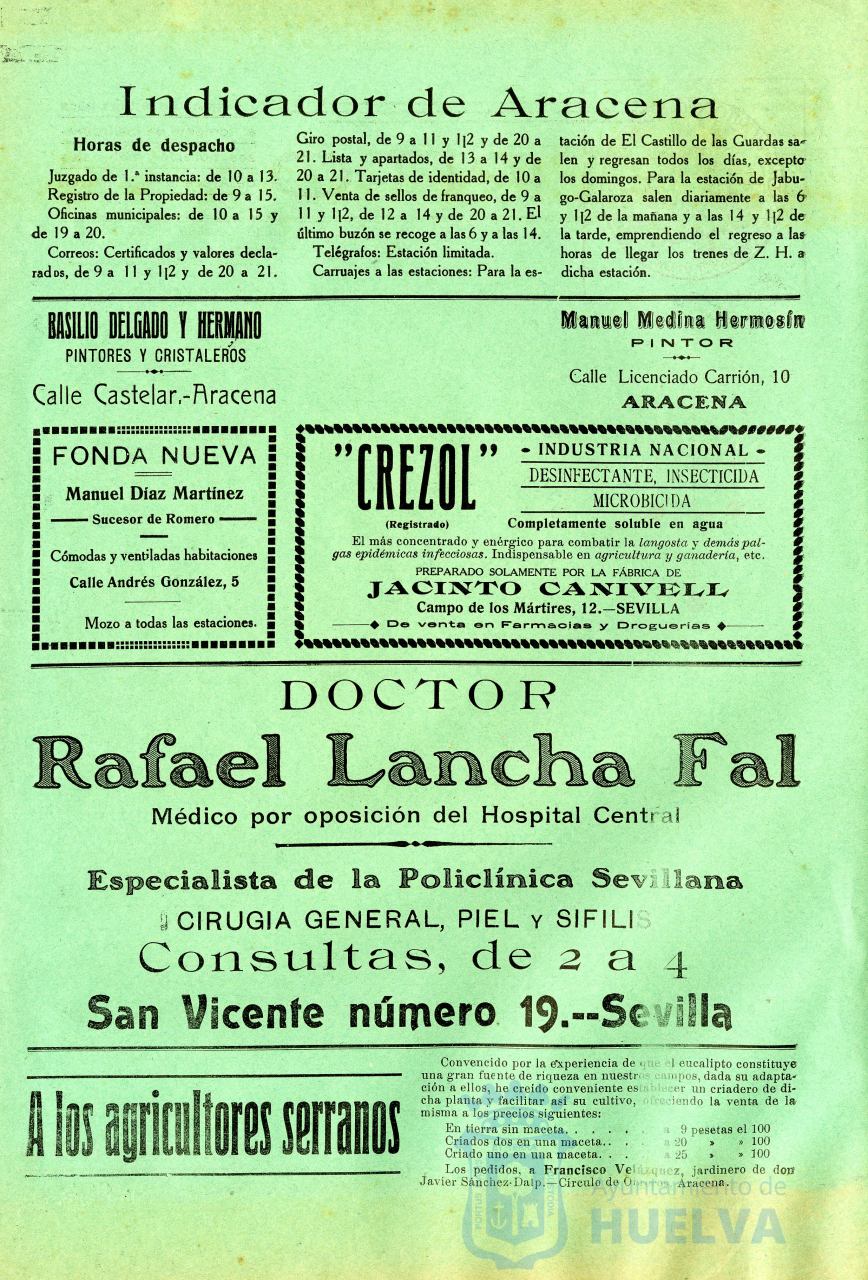 Indicador de Aracena
Horas de despacho
Juzgado de 1.ª instancia: de 10 a 13.
Registro de la Propiedad: de 9 a 15.
Oficinas municipales: de 10 a 15 y
de 19 a 20.
Correos: Certificados y valores decla-
rados, de 9 a 11 y 1¡2 y de 20 a 21.
Giro postal, de 9 a 11 y 1¡2 y de 20 a
21. Lista y apartados, de 13 a 14 y de
20 a 21. Tarjetas de identidad, de 10 a
11. Venta de sellos de franqueo, de 9 a
11 y 1¡2, de 12 a 14 y de 20 a 21. El
último buzón se recoge a las 6 y a las 14.
Telégrafos: Estación limitada.
Carruajes a las estaciones: Para la es-
tación de El Castillo de las Guardas sa-
len y regresan todos los días, excepto
los domingos. Para la estación de Jabu-
go-Galaroza salen diariamente a las 6
y 1¡2 de la mañana y a las 14 y 1¡2 de
la tarde, emprendiendo el regreso a las
horas de llegar los trenes de Z. H. a
dicha estación.
BASILIO DELGADO Y HERMANO
PINTORES Y CRISTALEROS
Calle Castelar.-Aracena
Manuel Medina Hermosín
PINTOR
Calle Licenciado Carrión, 10
ARACENA
FONDA NUEVA
Manuel Díaz Martínez
Sucesor de Romero
Cómodas y ventiladas habitaciones
Calle Andrés González, 5
Mozo a todas las estaciones.
"CREZOL"
(Registrado)
- INDUSTRIA NACIONAL -
DESINFECTANTE, INSECTICIDA
MICROBICIDA
Completamente soluble en agua
El más concentrado y enérgico para combatir la langosta y demás pal-
gas epidémicas infecciosas. Indispensable en agricultura y ganadería, etc.
PREPARADO SOLAMENTE POR LA FÁBRICA DE
JACINTO CANIVELL
Campo de los Mártires, 12.—SEVILLA
De venta en Farmacias y Droguerías
DOCTOR
Rafael Lancha Fal
Médico por oposición del Hospital Central
Especialista de la Policlínica Sevillana
CIRUGIA GENERAL, PIEL Y SIFILIS
Consultas, de 2 a 4
San Vicente número 19.--Sevilla
A los agricultores serranos
Convencido por la experiencia de que el eucalipto constituye
una gran fuente de riqueza en nuestros campos, dada su adapta-
ción a ellos, he creído conveniente establecer un criadero de di-
cha planta y facilitar así su cultivo, ofreciendo la venta de la
misma a los precios siguientes:
En tierra sin maceta. . . . . a 9 pesetas el 100
Criados dos en una maceta. . . a 20 » » 100
Criado uno en una maceta. . . a 25 » » 100
Los pedidos, a Francisco Velázquez, jardinero de don
Javier Sánchez-Dalp.—Círculo de Obreros, Aracena.
Ayuntamiento de
HUELVA